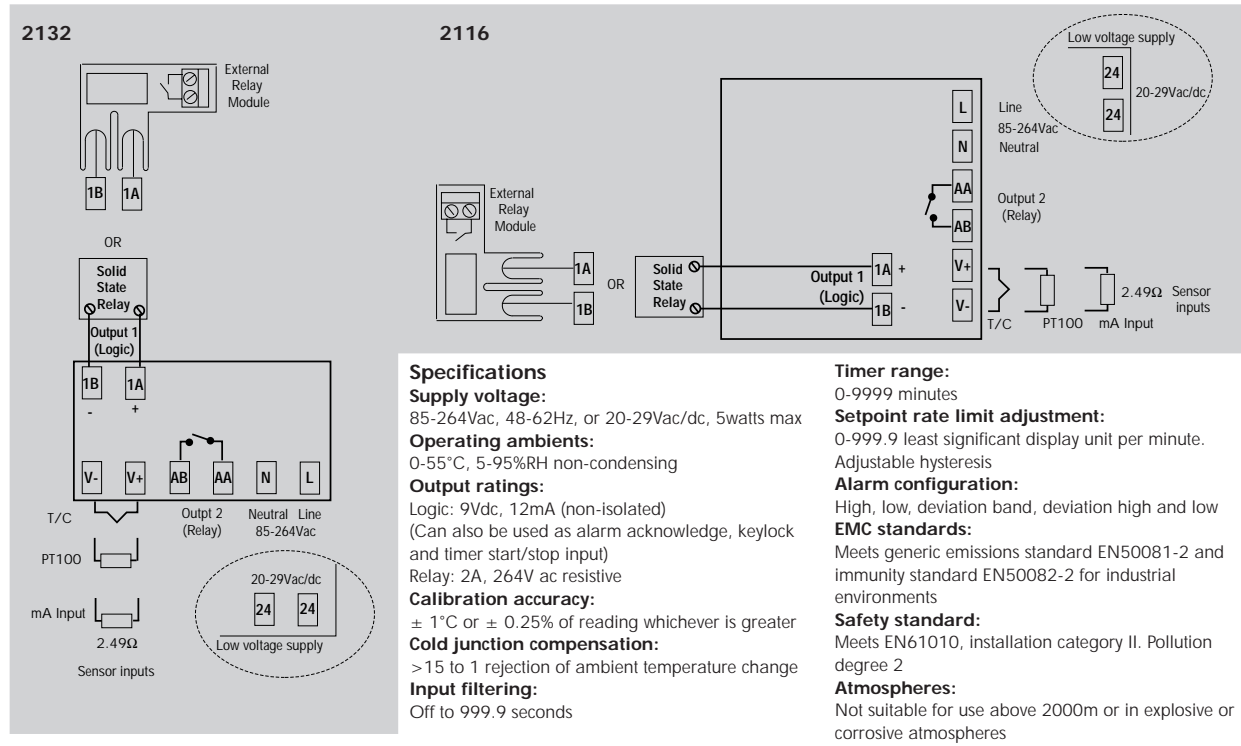 2132
External
Relay
Module
1B 1A
OR
Solid
State
Relay
Output 1
(Logic)
1B 1A
- +
V- V+ AB AA N L
T/C
Outpt 2
(Relay)
Neutral Line
85-264Vac
PT100
mA Input
2.49Ω
Sensor inputs
20-29Vac/dc
24 24
Low voltage supply
2116
Low voltage supply
24
20-29Vac/dc
24
L
Line
85-264Vac
N
Neutral
AA
Output 2
(Relay)
AB
External
Relay
Module
1A
OR
1B
Solid
State
Relay
Output 1
(Logic)
1A +
1B -
V+
V-
T/C PT100 mA Input
2.49Ω
Sensor
inputs
Specifications
Supply voltage:
85-264Vac, 48-62Hz, or 20-29Vac/dc, 5watts max
Operating ambients:
0-55°C, 5-95%RH non-condensing
Output ratings:
Logic: 9Vdc, 12mA (non-isolated)
(Can also be used as alarm acknowledge, keylock
and timer start/stop input)
Relay: 2A, 264V ac resistive
Calibration accuracy:
± 1°C or ± 0.25% of reading whichever is greater
Cold junction compensation:
>15 to 1 rejection of ambient temperature change
Input filtering:
Off to 999.9 seconds
Timer range:
0-9999 minutes
Setpoint rate limit adjustment:
0-999.9 least significant display unit per minute.
Adjustable hysteresis
Alarm configuration:
High, low, deviation band, deviation high and low
EMC standards:
Meets generic emissions standard EN50081-2 and
immunity standard EN50082-2 for industrial
environments
Safety standard:
Meets EN61010, installation category II. Pollution
degree 2
Atmospheres:
Not suitable for use above 2000m or in explosive or
corrosive atmospheres